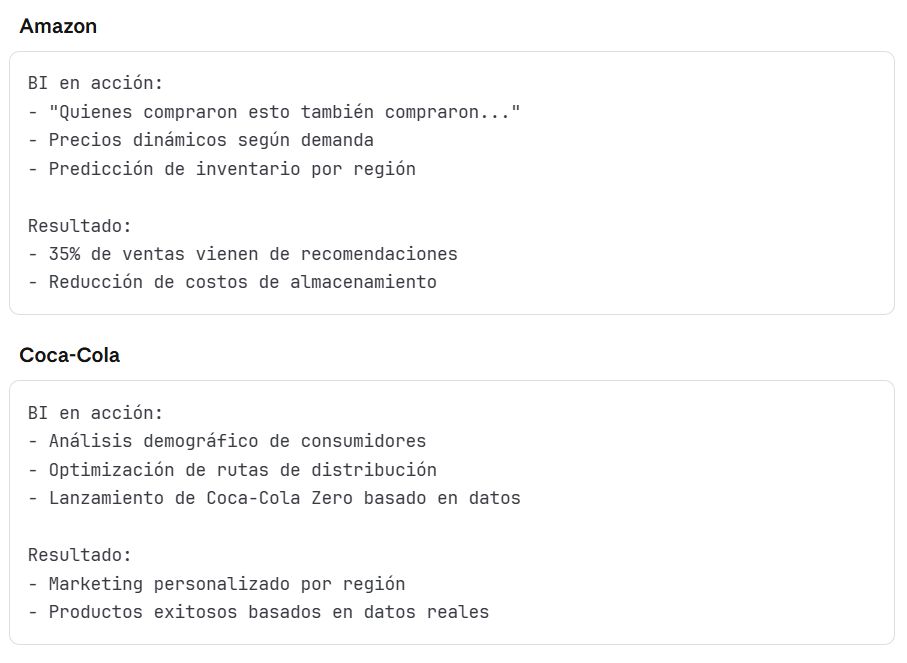 Amazon
BI en acción:
- "Quienes compraron esto también compraron..."
- Precios dinámicos según demanda
- Predicción de inventario por región
Resultado:
- 35% de ventas vienen de recomendaciones
- Reducción de costos de almacenamiento
Coca-Cola
BI en acción:
- Análisis demográfico de consumidores
- Optimización de rutas de distribución
- Lanzamiento de Coca-Cola Zero basado en datos
Resultado:
- Marketing personalizado por región
- Productos exitosos basados en datos reales